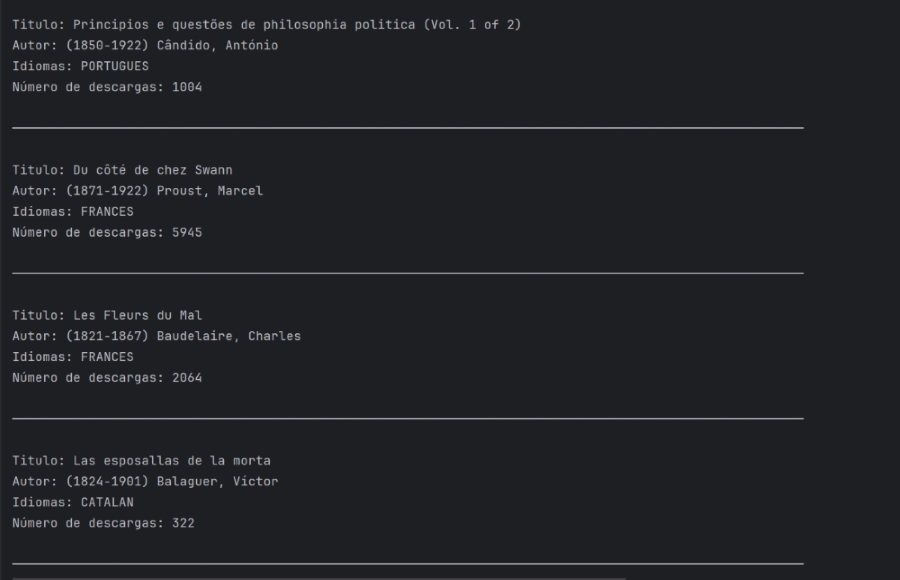 Titulo: Principios e questões de philosophia politica (Vol. 1 of 2)
Autor: (1850-1922) Cândido, António
Idiomas: PORTUGUES
Número de descargas: 1004
Titulo: Du côté de chez Swann
Autor: (1871-1922) Proust, Marcel
Idiomas: FRANCES
Número de descargas: 5945
Titulo: Les Fleurs du Mal
Autor: (1821-1867) Baudelaire, Charles
Idiomas: FRANCES
Número de descargas: 2064
Titulo: Las esposallas de la morta
Autor: (1824-1901) Balaguer, Víctor
Idiomas: CATALAN
Número de descargas: 322